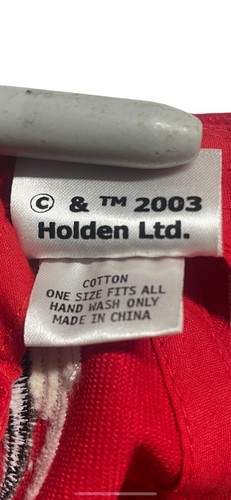 © & ™ 2003
Holden Ltd.
COTTON
ONE SIZE FITS ALL
HAND WASH ONLY
MADE IN CHINA